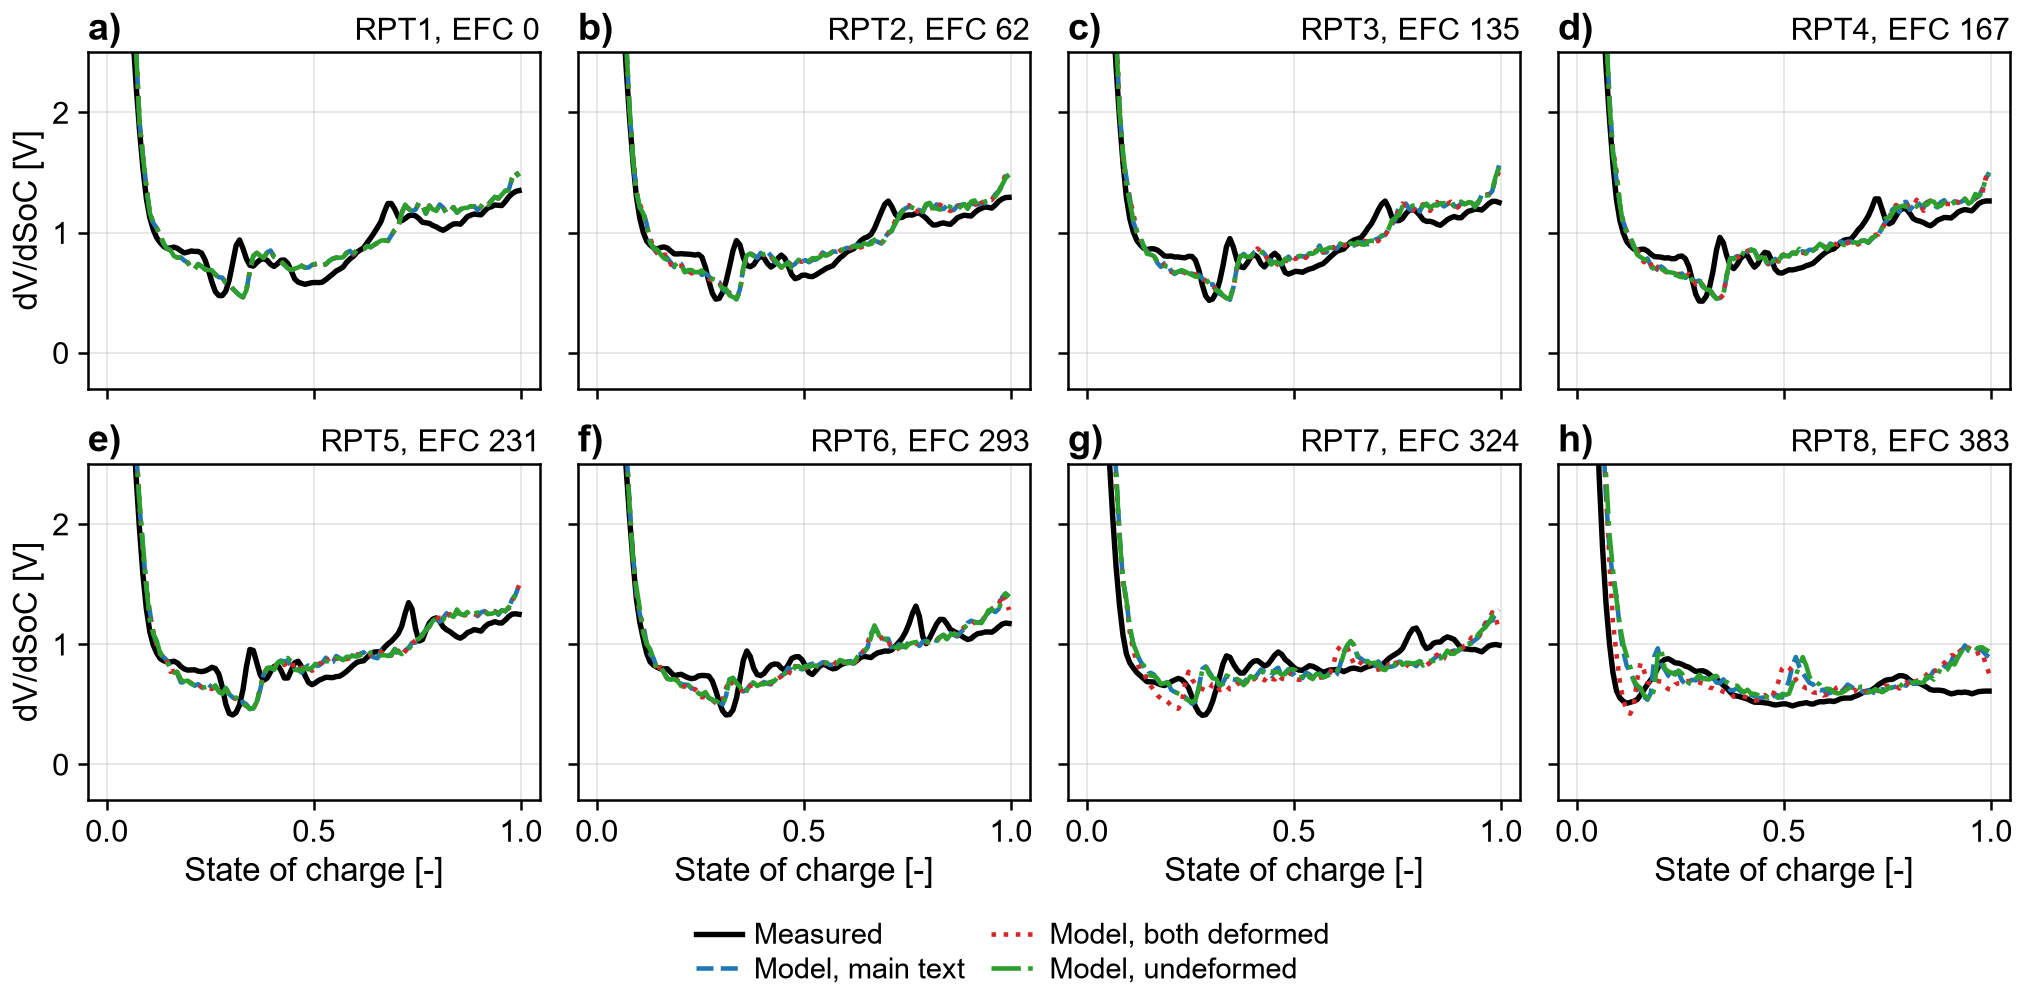 a) RPT1, EFC 0
b) RPT2, EFC 62
c) RPT3, EFC 135
d) RPT4, EFC 167
dV/dSoC [V]
2
1
0
e) RPT5, EFC 231
f) RPT6, EFC 293
g) RPT7, EFC 324
h) RPT8, EFC 383
dV/dSoC [V]
2
1
0
0.0 0.5 1.0
0.0 0.5 1.0
0.0 0.5 1.0
0.0 0.5 1.0
State of charge [-]
State of charge [-]
State of charge [-]
State of charge [-]
Measured
Model, main text
Model, both deformed
Model, undeformed